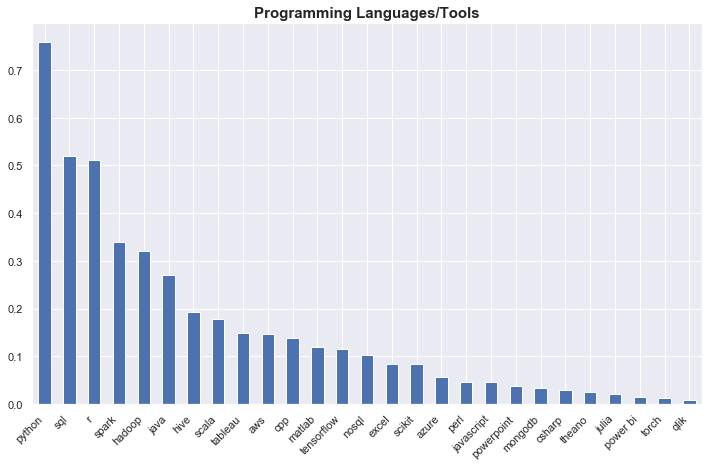 Programming Languages/Tools
0.7
0.6
0.5
0.4
0.3
0.2
0.1
0.0
python
sql
r
spark
hadoop
java
hive
scala
tableau
aws
cpp
matlab
tensorflow
nosql
excel
scikit
azure
perl
javascript
powerpoint
mongodb
csharp
theano
julia
power bi
torch
qlik